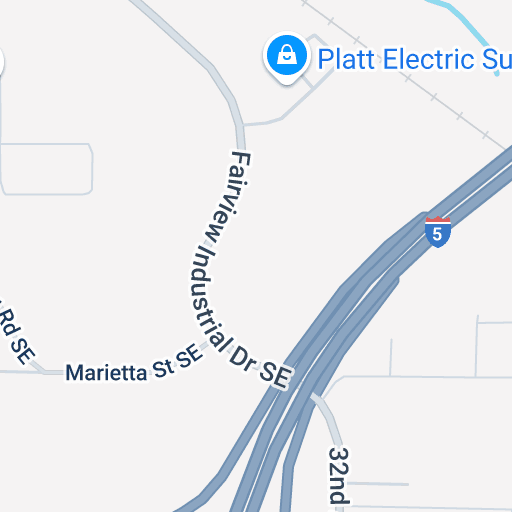 Platt Electric Su
Fairview Industrial Dr SE
5
Rd SE
Marietta St SE
32nd